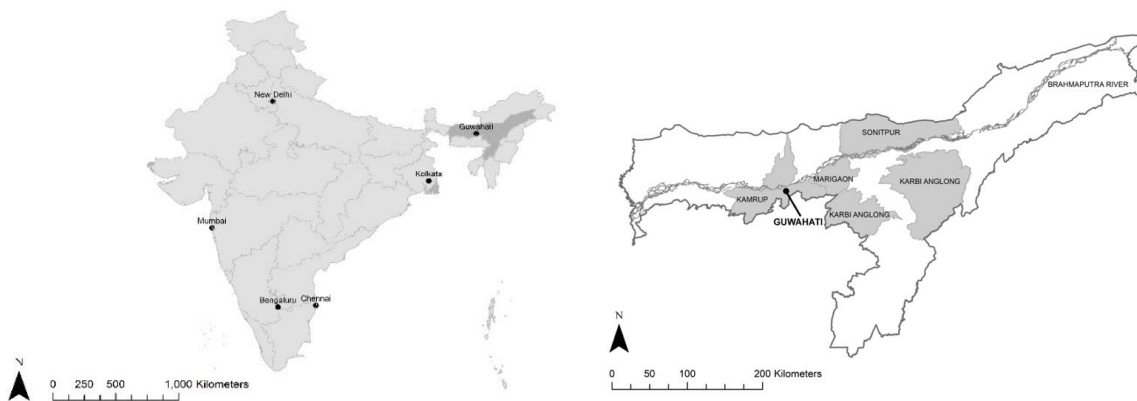 New Delhi
Guwahati
Kolkata
Mumbai
Bengaluru
Chennai
N
0 250 500 1,000 Kilometers
BRAHMAPUTRA RIVER
SONITPUR
MARIGAON
KARBI ANGLONG
KAMRUP
KARBI ANGLONG
GUWAHATI
N
0 50 100 200 Kilometers